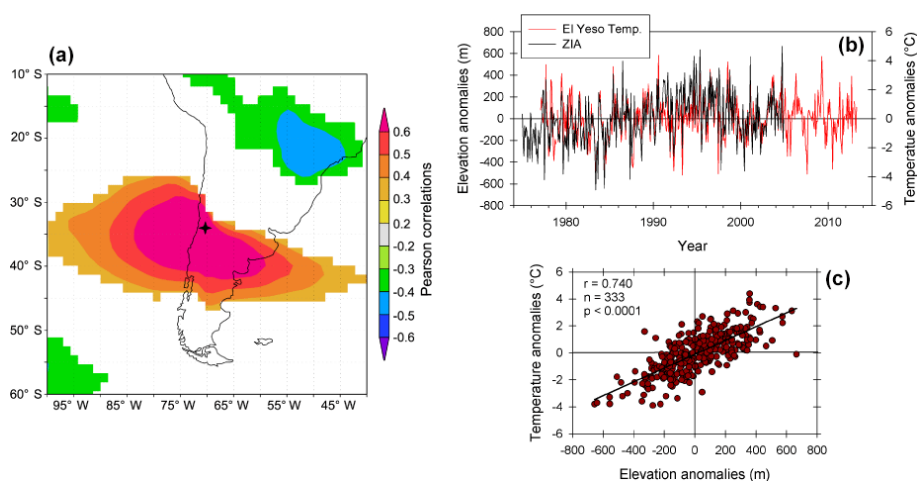 (a)
10° S
20° S
30° S
40° S
50° S
60° S
95° W 85° W 75° W 65° W 55° W 45° W
0.6
0.5
0.4
0.3
0.2
-0.2
-0.3
-0.4
-0.5
-0.6
Pearson correlations
El Yeso Temp.
ZIA
(b)
Elevation anomalies (m)
800
600
400
200
0
-200
-400
-600
-800
6
4
2
0
-2
-4
-6
Temperature anomalies (°C)
1980 1990 2000 2010
Year
(c)
r = 0.740
n = 333
p < 0.0001
Temperature anomalies (°C)
6
4
2
0
-2
-4
-6
-800 -600 -400 -200 0 200 400 600 800
Elevation anomalies (m)